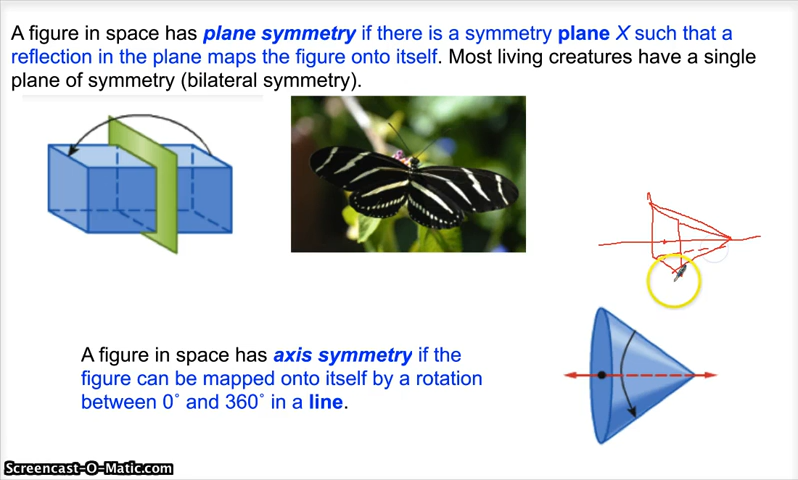 A figure in space has plane symmetry if there is a symmetry plane X such that a
reflection in the plane maps the figure onto itself. Most living creatures have a single
plane of symmetry (bilateral symmetry).
A figure in space has axis symmetry if the
figure can be mapped onto itself by a rotation
between 0˚ and 360˚ in a line.
Screencast-O-Matic.com